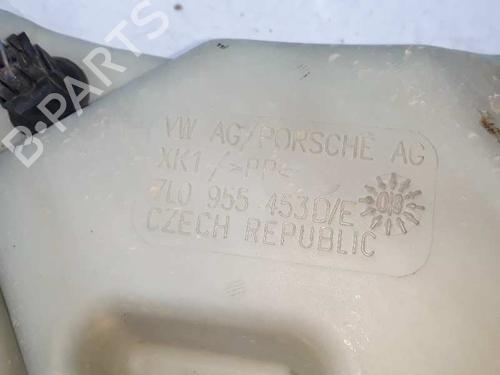 VW AG/PORSCHE AG
XK1 / >PP<
7L0 955 453D/E
CZECH REPUBLIC
B-PARTS